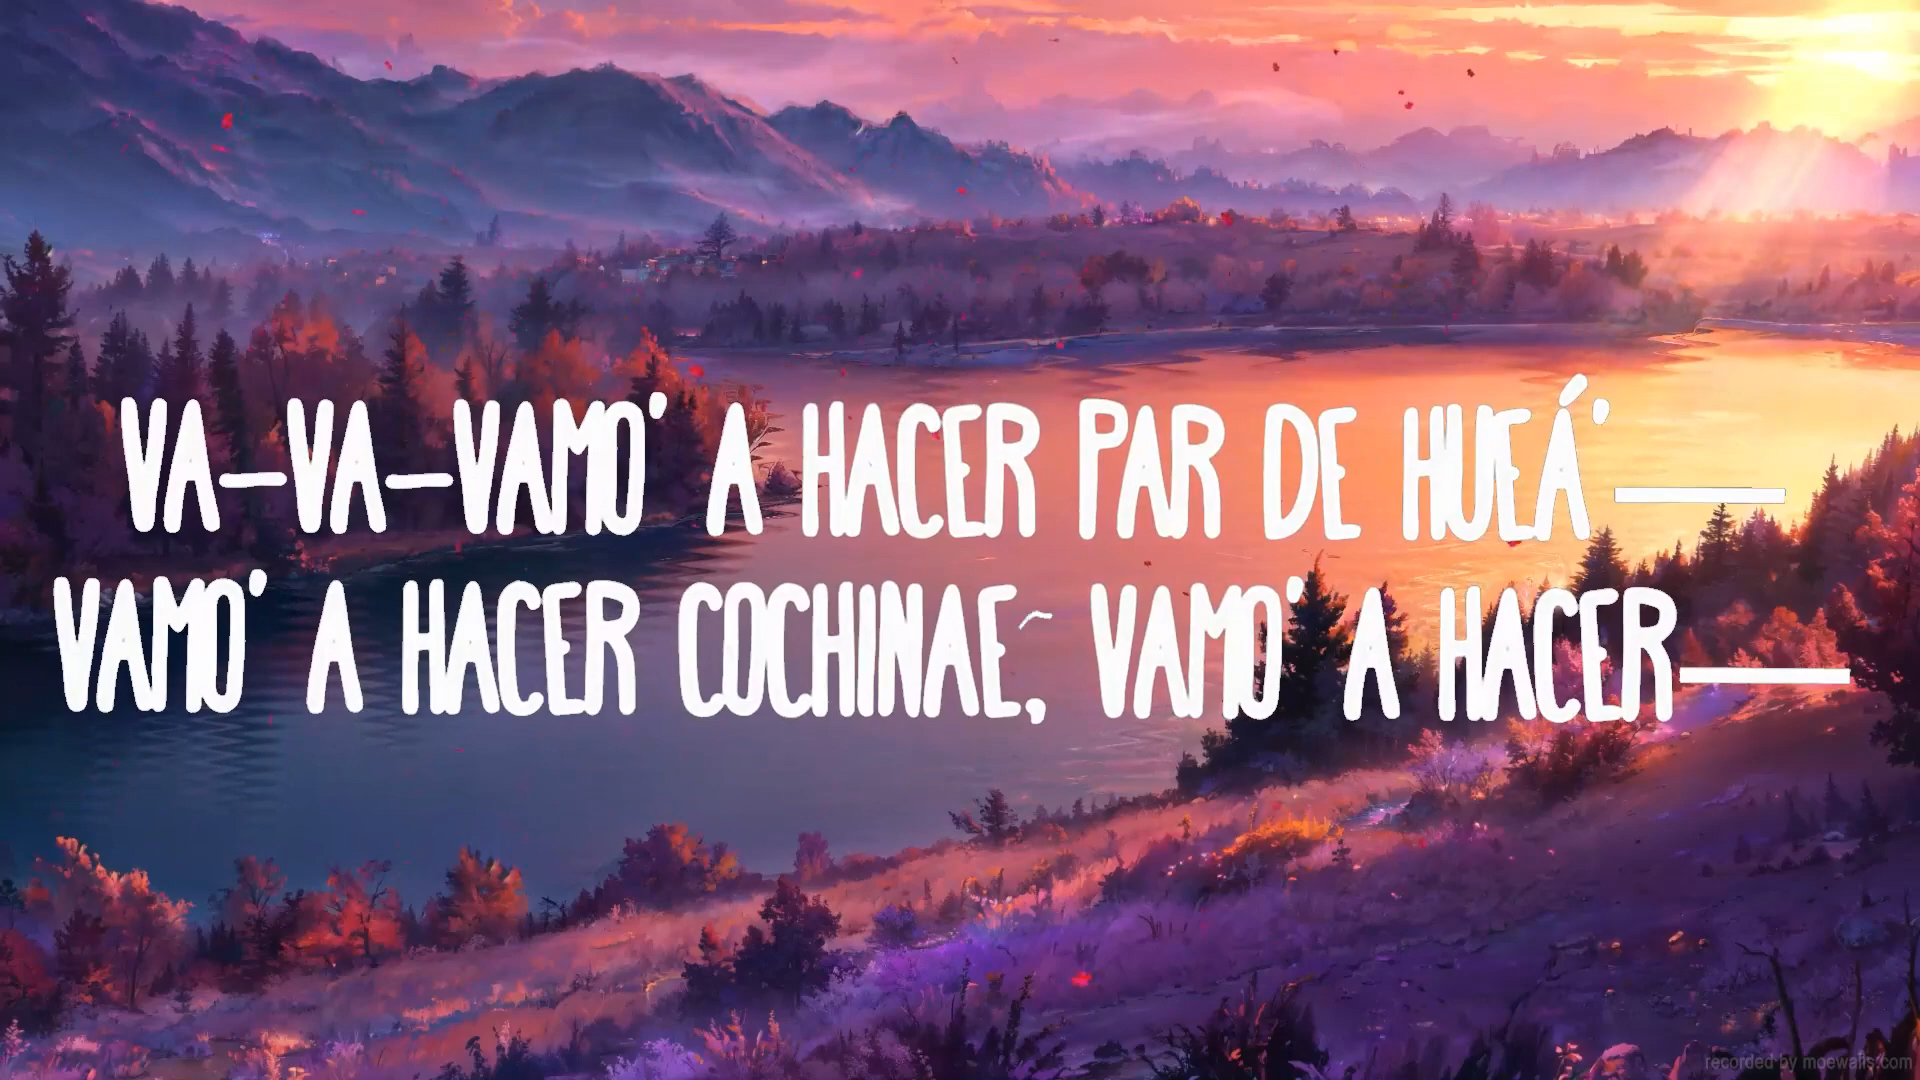 VA-VA-VAMO' A HACER PAR DE HUEÁ'——
VAMO' A HACER COCHINAE, VAMO' A HACER——
recorded by moewalls.com